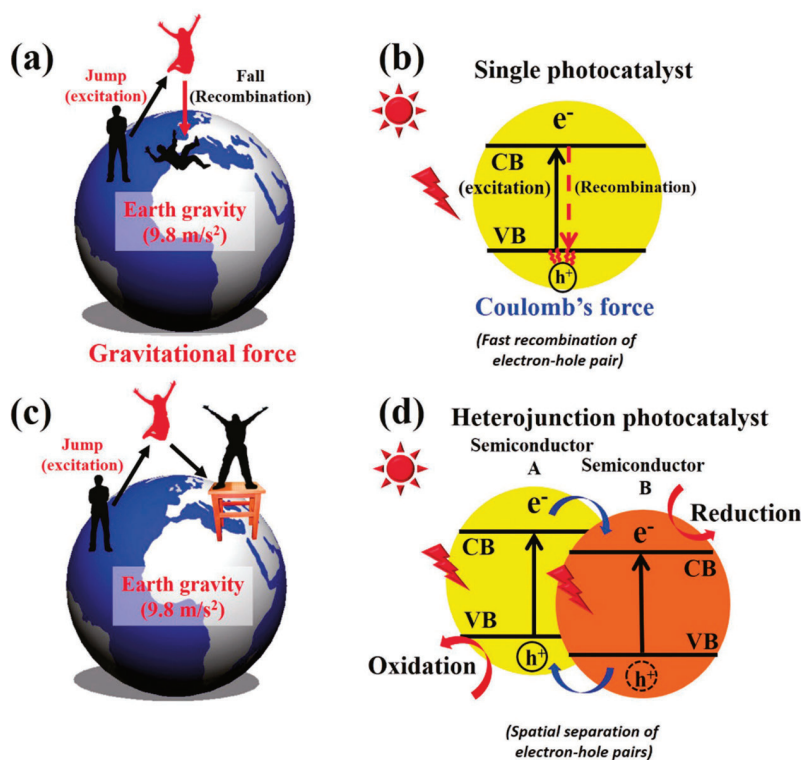 (a)
Jump
(excitation)
Fall
(Recombination)
Earth gravity
(9.8 m/s²)
Gravitational force
(b)
Single photocatalyst
e⁻
CB
(excitation)
(Recombination)
VB
h⁺
Coulomb's force
(Fast recombination of
electron-hole pair)
(c)
Jump
(excitation)
Earth gravity
(9.8 m/s²)
(d)
Heterojunction photocatalyst
Semiconductor
A
Semiconductor
B
Reduction
e⁻
e⁻
CB
CB
VB
VB
Oxidation
h⁺
h⁺
(Spatial separation of
electron-hole pairs)